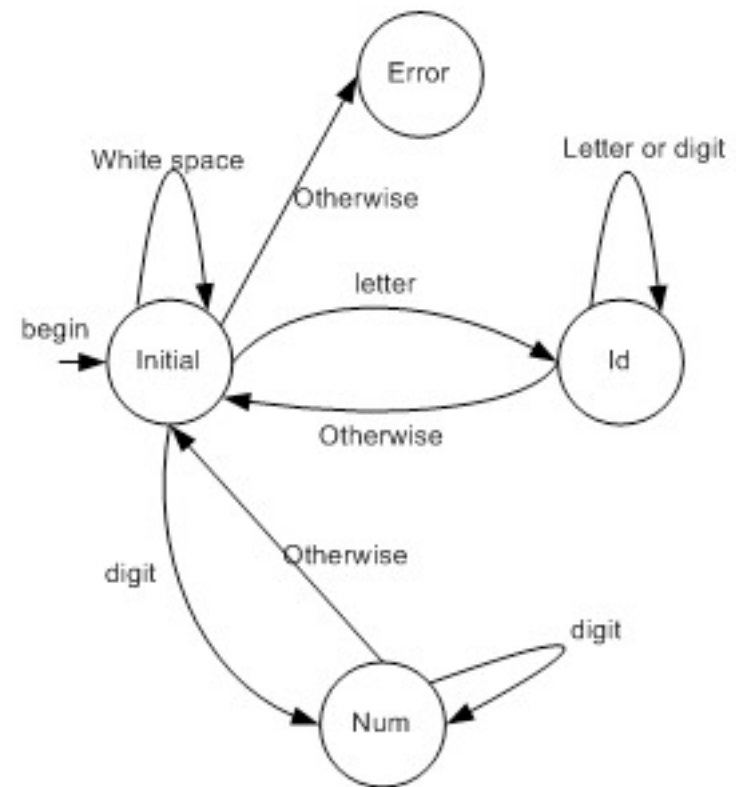 Error
White space
Letter or digit
Otherwise
letter
begin
Initial
Id
Otherwise
Otherwise
digit
digit
Num